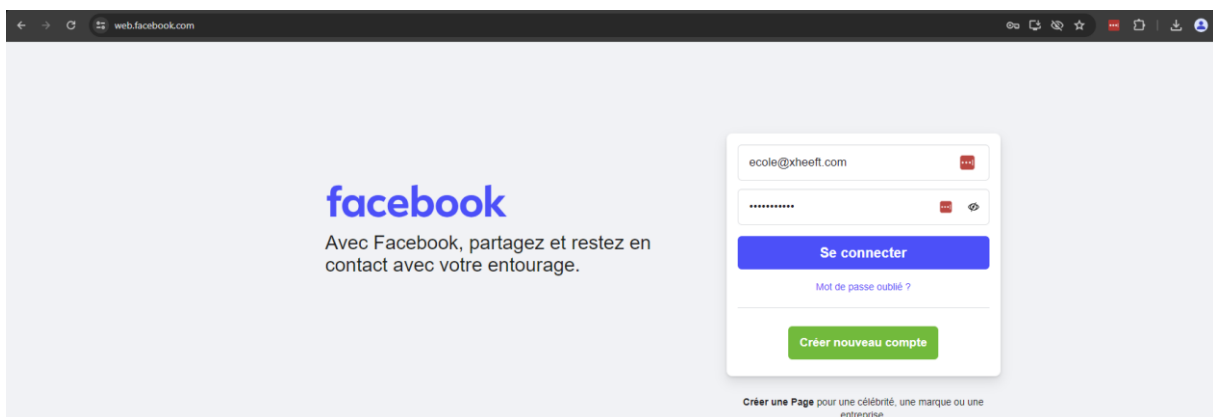 web.facebook.com
ecole@xheeft.com
facebook
Avec Facebook, partagez et restez en
contact avec votre entourage.
Se connecter
Mot de passe oublié ?
Créer nouveau compte
Créer une Page pour une célébrité, une marque ou une
entreprise.